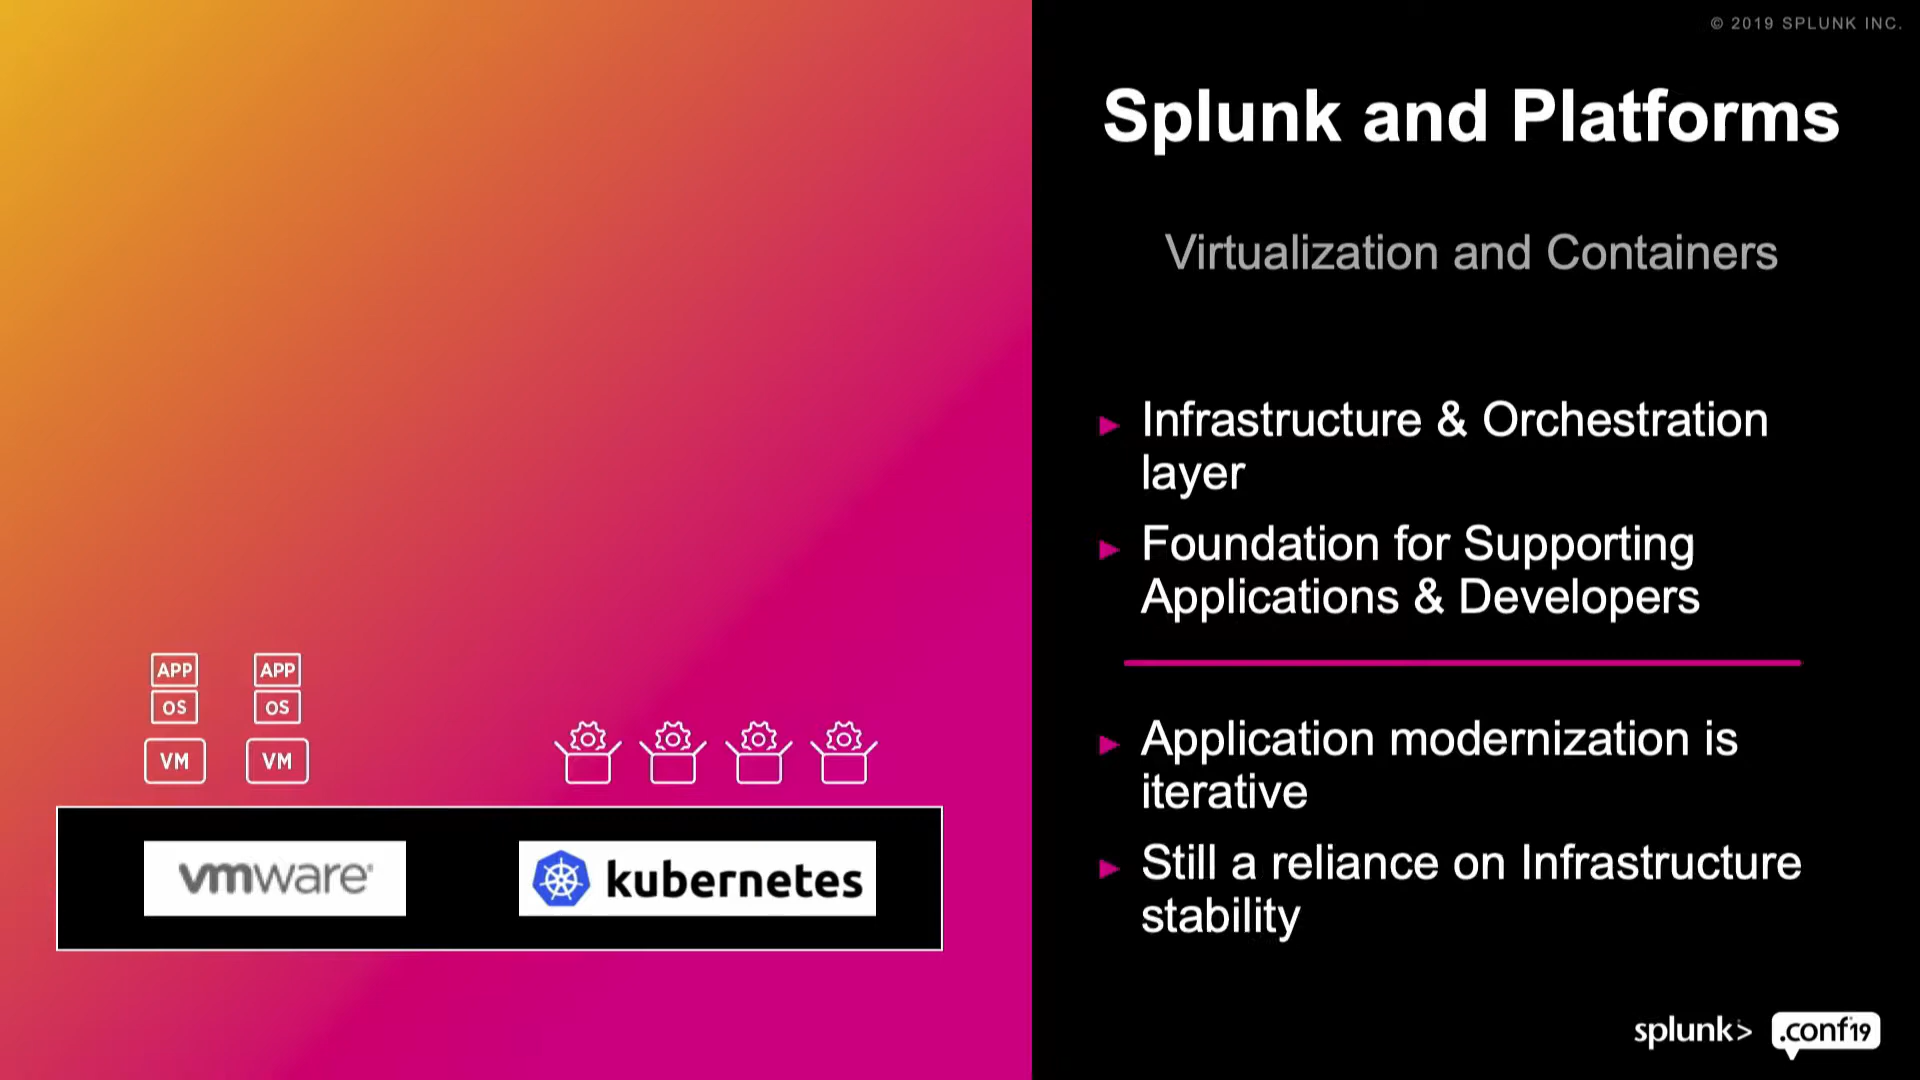 © 2019 SPLUNK INC.
Splunk and Platforms
Virtualization and Containers
► Infrastructure & Orchestration
layer
► Foundation for Supporting
Applications & Developers
► Application modernization is
iterative
► Still a reliance on Infrastructure
stability
APP APP
OS OS
VM VM
vmware®
kubernetes
splunk> .conf19